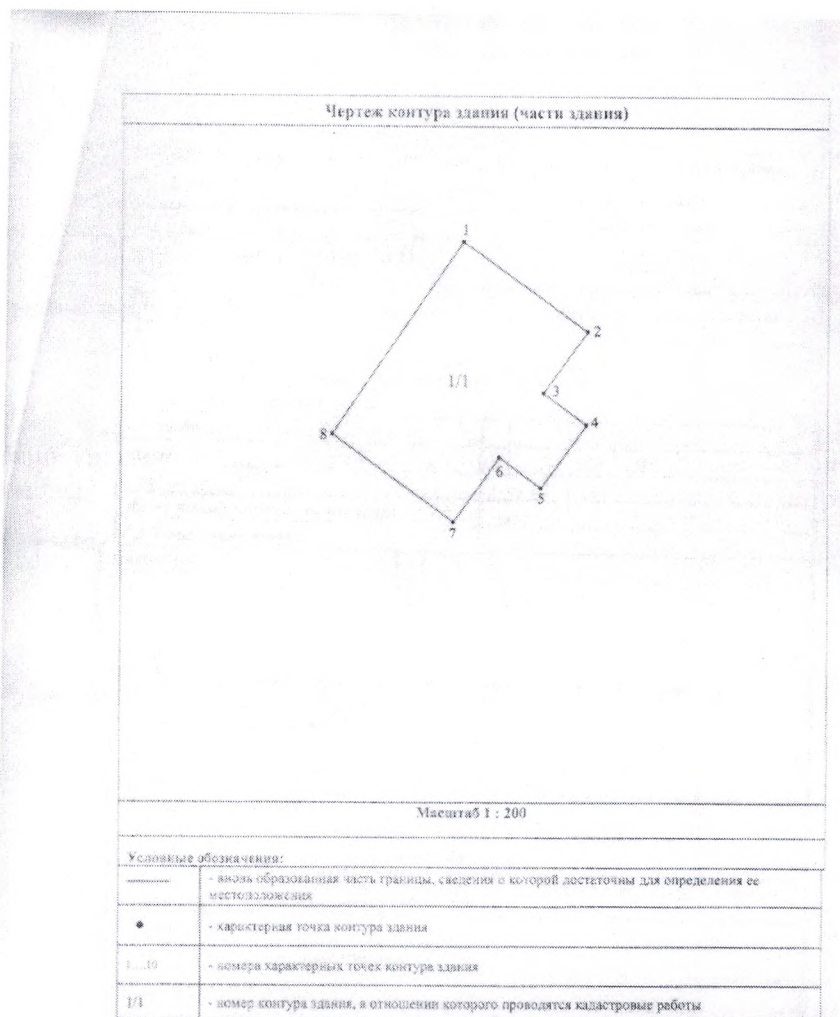 Чертеж контура здания (части здания)
1
2
1/1
3
4
8
6
5
7
Масштаб 1 : 200
Условные обозначения:
- вновь образованная часть границы, сведения о которой достаточны для определения ее
местоположения
- характерная точка контура здания
1…10 - номера характерных точек контура здания
1/1 - номер контура здания, в отношении которого проводятся кадастровые работы